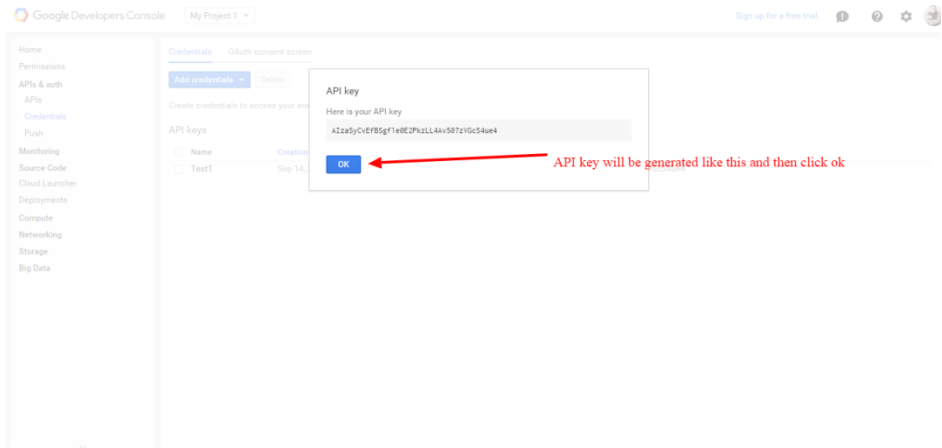 Google Developers Console My Project 1 Sign up for a free trial
Home
Permissions
APIs & auth
APIs
Credentials
Push
Monitoring
Source Code
Cloud Launcher
Deployments
Compute
Networking
Storage
Big Data
Credentials OAuth consent screen
Add credentials Delete
Create credentials to access your
API keys
Name Creation
Test1 Sep 14,
API key
Here is your API key
OK
API key will be generated like this and then click ok